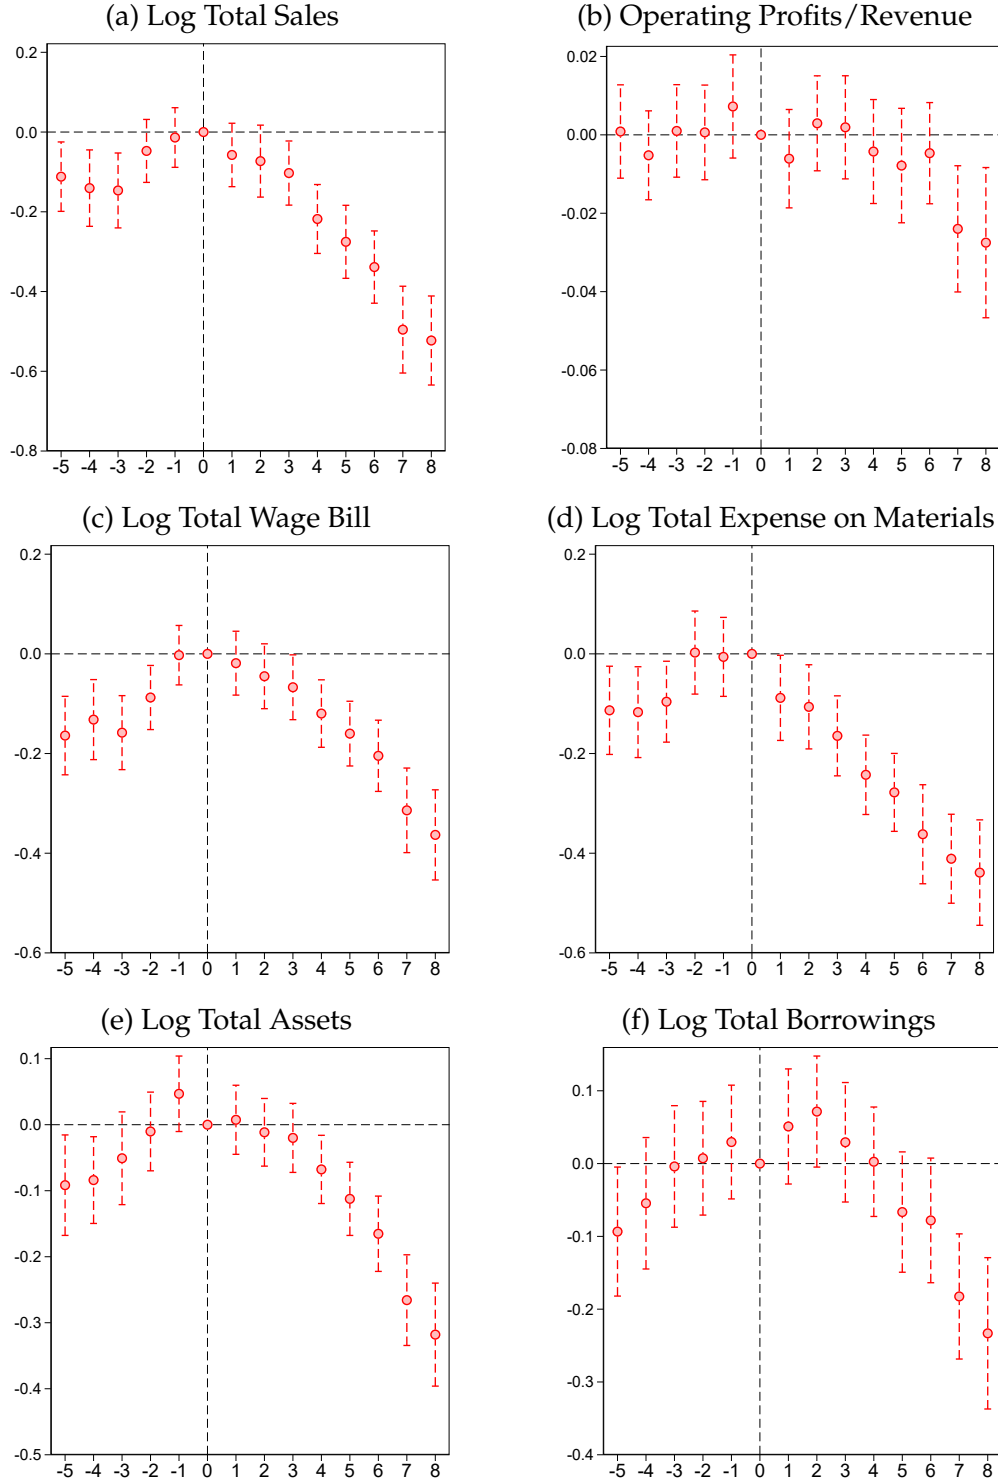 (a) Log Total Sales
0.2
0.0
-0.2
-0.4
-0.6
-0.8
-5 -4 -3 -2 -1 0 1 2 3 4 5 6 7 8
(b) Operating Profits/Revenue
0.02
0.00
-0.02
-0.04
-0.06
-0.08
-5 -4 -3 -2 -1 0 1 2 3 4 5 6 7 8
(c) Log Total Wage Bill
0.2
0.0
-0.2
-0.4
-0.6
-5 -4 -3 -2 -1 0 1 2 3 4 5 6 7 8
(d) Log Total Expense on Materials
0.2
0.0
-0.2
-0.4
-0.6
-5 -4 -3 -2 -1 0 1 2 3 4 5 6 7 8
(e) Log Total Assets
0.1
0.0
-0.1
-0.2
-0.3
-0.4
-0.5
-5 -4 -3 -2 -1 0 1 2 3 4 5 6 7 8
(f) Log Total Borrowings
0.1
0.0
-0.1
-0.2
-0.3
-0.4
-5 -4 -3 -2 -1 0 1 2 3 4 5 6 7 8